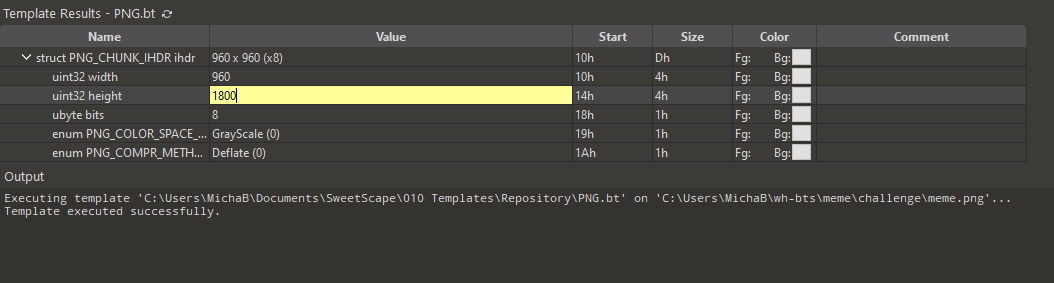 Template Results - PNG.bt
Name Value Start Size Color Comment
struct PNG_CHUNK_IHDR ihdr 960 x 960 (x8) 10h Dh Fg: Bg:
uint32 width 960 10h 4h Fg: Bg:
uint32 height 1800 14h 4h Fg: Bg:
ubyte bits 8 18h 1h Fg: Bg:
enum PNG_COLOR_SPACE_... GrayScale (0) 19h 1h Fg: Bg:
enum PNG_COMPR_METH... Deflate (0) 1Ah 1h Fg: Bg:
Output
Executing template 'C:\Users\MichaB\Documents\SweetScape\010 Templates\Repository\PNG.bt' on 'C:\Users\MichaB\wh-bts\meme\challenge\meme.png'...
Template executed successfully.